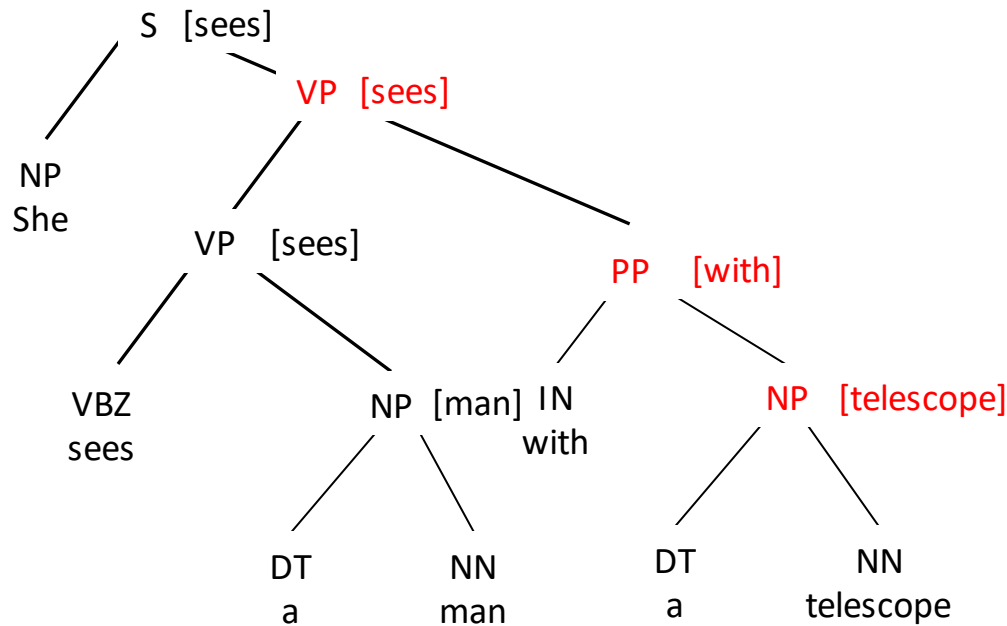 S [sees]
VP [sees]
NP
She
VP [sees]
PP [with]
VBZ
sees
NP [man]
IN
with
NP [telescope]
DT
a
NN
man
DT
a
NN
telescope